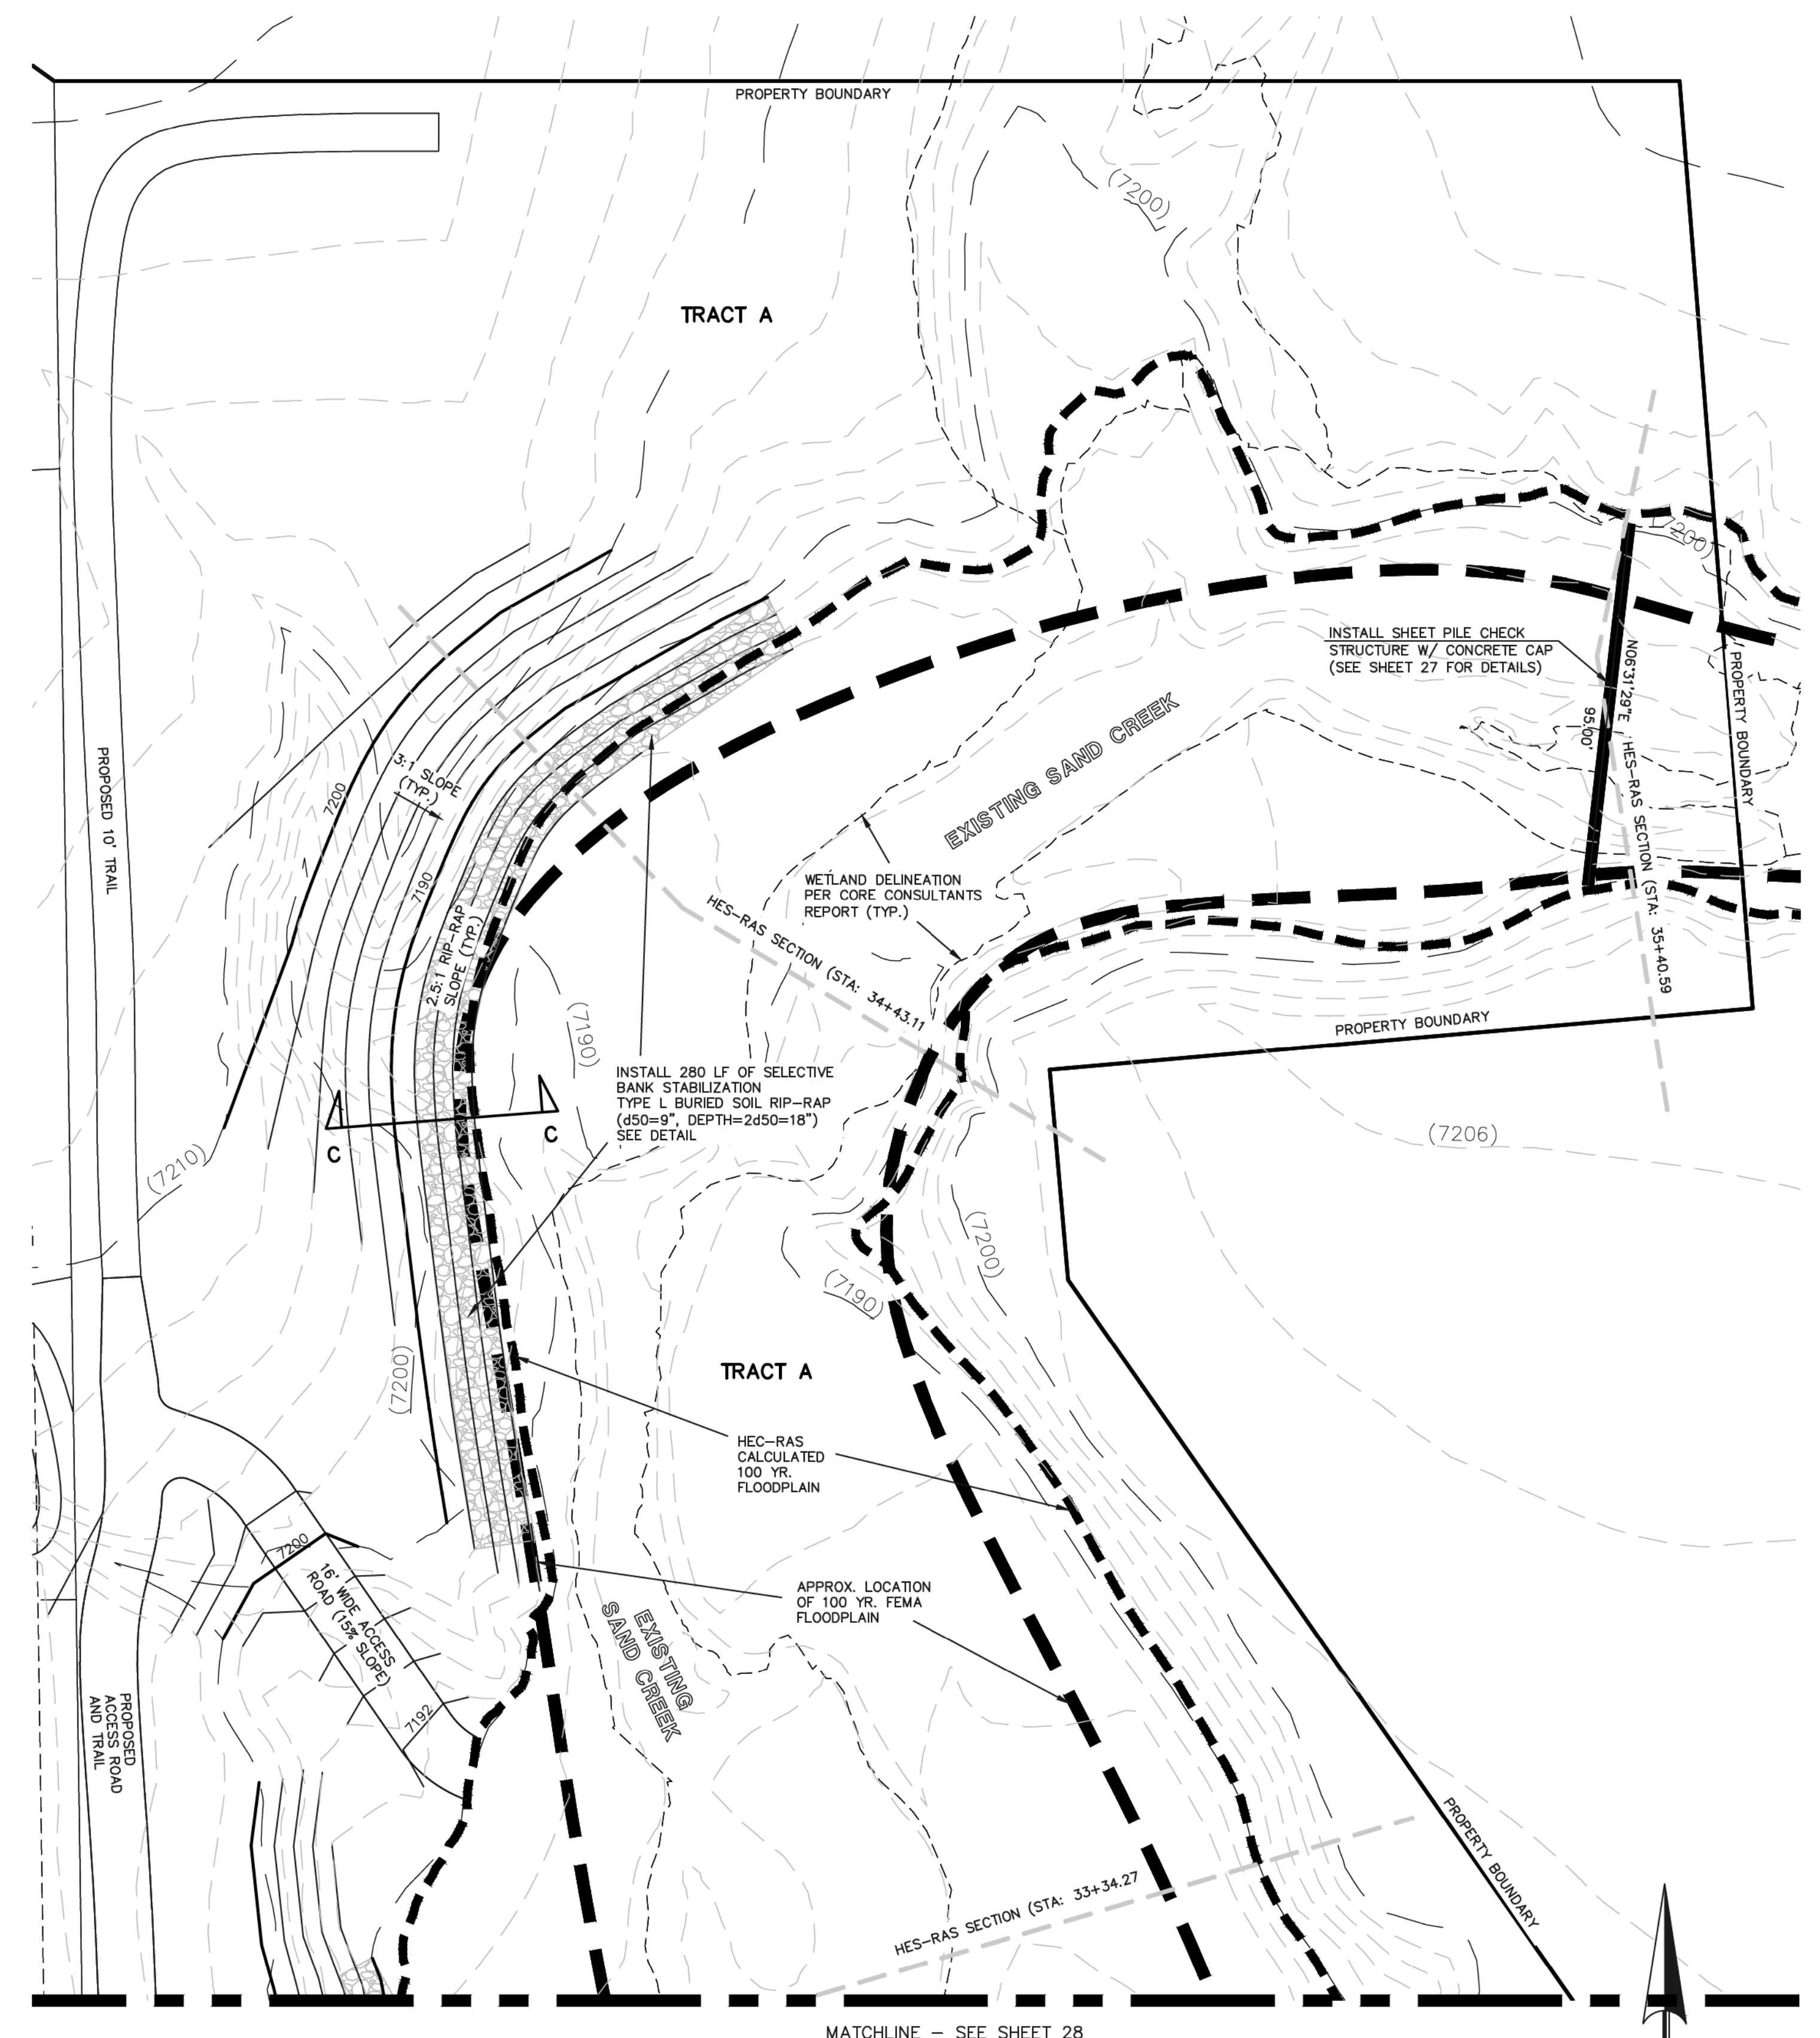 PROPERTY BOUNDARY
(7200)
TRACT A
(7200)
INSTALL SHEET PILE CHECK
STRUCTURE W/ CONCRETE CAP
(SEE SHEET 27 FOR DETAILS)
N06°31'29"E
95.00'
HES-RAS SECTION (STA: 35+40.59
PROPERTY BOUNDARY
PROPOSED 10' TRAIL
3:1 SLOPE
(TYP.)
7200
7190
EXISTING SAND CREEK
WETLAND DELINEATION
PER CORE CONSULTANTS
REPORT (TYP.)
2.5:1 RIP-RAP
SLOPE (TYP.)
HES-RAS SECTION (STA: 34+43.11
(7190)
PROPERTY BOUNDARY
INSTALL 280 LF OF SELECTIVE
BANK STABILIZATION
TYPE L BURIED SOIL RIP-RAP
(d50=9", DEPTH=2d50=18")
SEE DETAIL
C
C
(7210)
(7206)
(7200)
(7190)
(7200)
TRACT A
HEC-RAS
CALCULATED
100 YR.
FLOODPLAIN
7200
16' WIDE ACCESS
ROAD (15% SLOPE)
7192
APPROX. LOCATION
OF 100 YR. FEMA
FLOODPLAIN
EXISTING
SAND CREEK
PROPOSED
ACCESS ROAD
AND TRAIL
PROPERTY BOUNDARY
HES-RAS SECTION (STA: 33+34.27
MATCHLINE - SEE SHEET 28